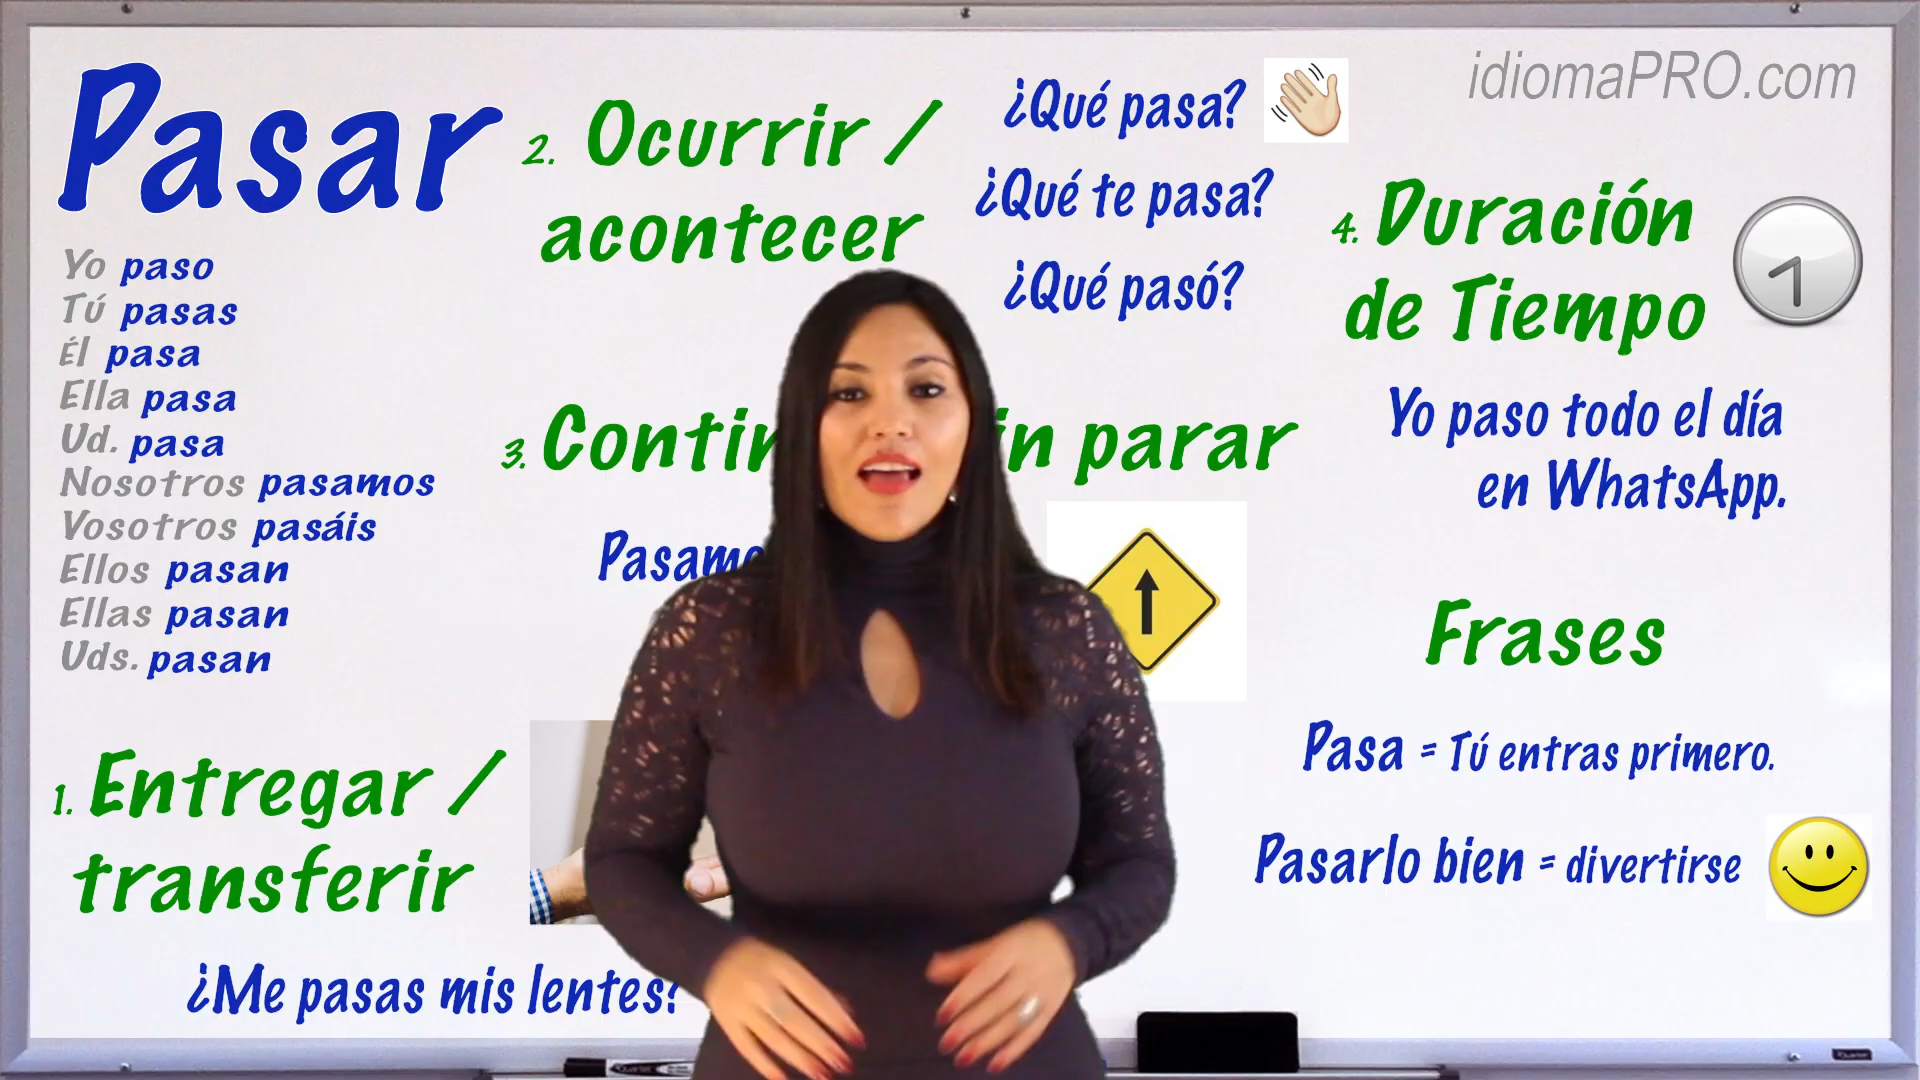 Pasar
Yo paso
Tú pasas
Él pasa
Ella pasa
Ud. pasa
Nosotros pasamos
Vosotros pasáis
Ellos pasan
Ellas pasan
Uds. pasan
1. Entregar /
transferir
¿Me pasas mis lentes?
2. Ocurrir /
acontecer
¿Qué pasa?
¿Qué te pasa?
¿Qué pasó?
3.
parar
idiomaPRO.com
4. Duración
de Tiempo
Yo paso todo el día
en WhatsApp.
Frases
Pasa = Tú entras primero.
Pasarlo bien = divertirse